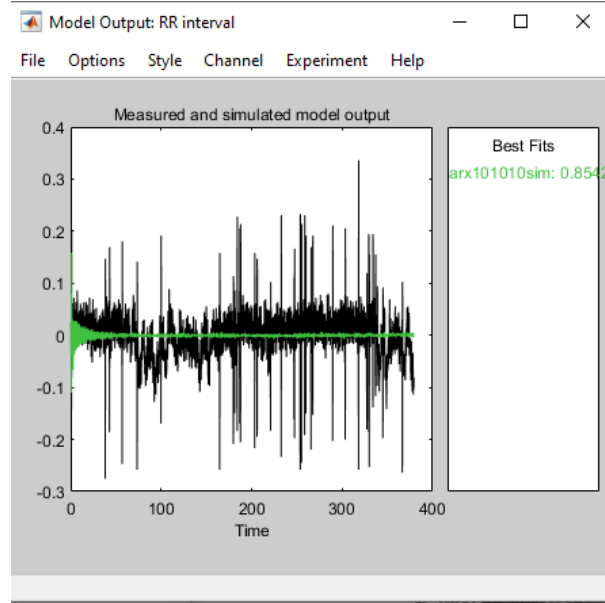 Model Output: RR interval
File Options Style Channel Experiment Help
Measured and simulated model output
0.4
0.3
0.2
0.1
0
-0.1
-0.2
-0.3
0 100 200 300 400
Time
Best Fits
arx101010sim: 0.8542